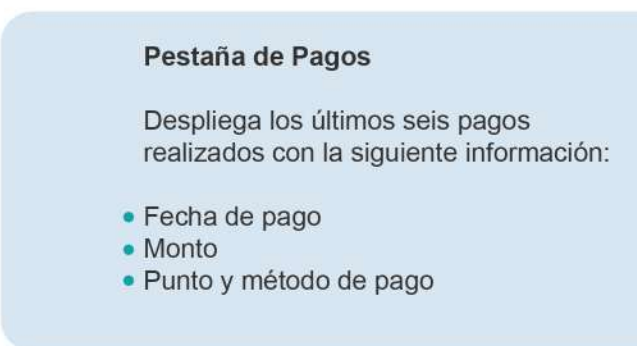 Pestaña de Pagos
Despliega los últimos seis pagos
realizados con la siguiente información:
• Fecha de pago
• Monto
• Punto y método de pago